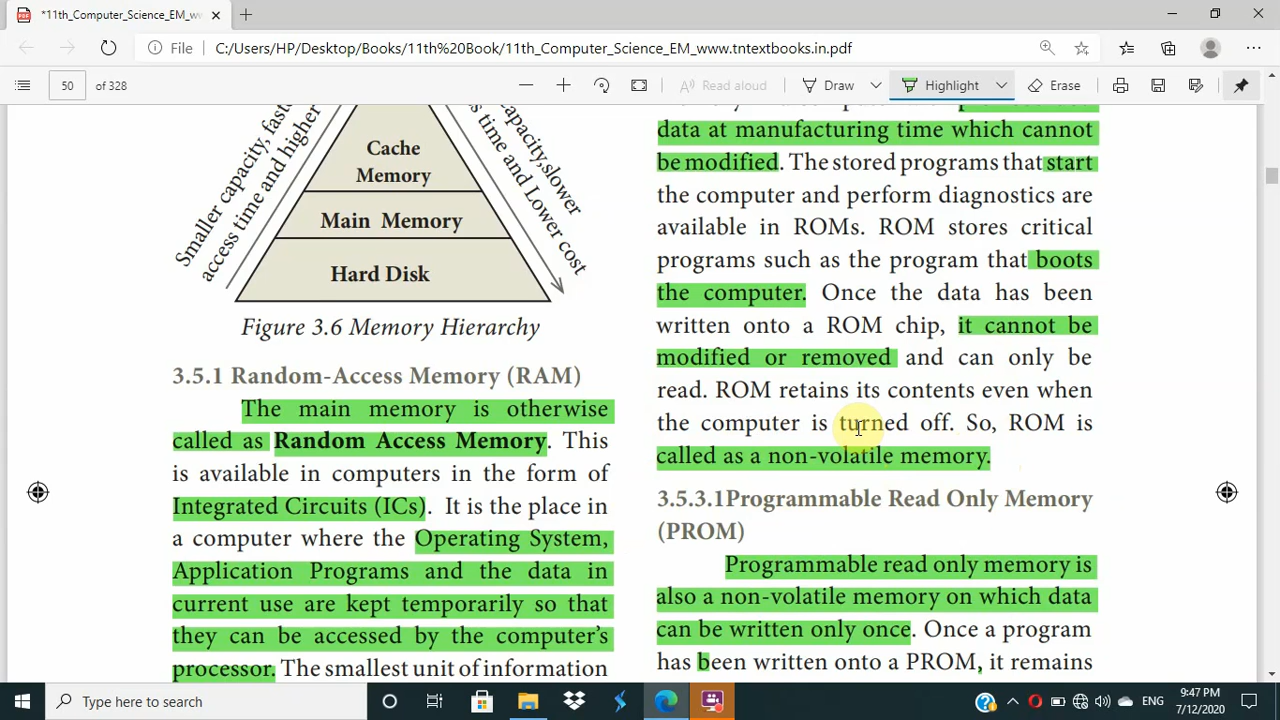 *11th_Computer_Science_EM_w
File
C:/Users/HP/Desktop/Books/11th%20Book/11th_Computer_Science_EM_www.tntextbooks.in.pdf
50 of 328
Read aloud
Draw
Highlight
Erase
Smaller capacity, faste
access time and higher
capacity,slower
s time and Lower cost
Cache
Memory
Main Memory
Hard Disk
Figure 3.6 Memory Hierarchy
3.5.1 Random-Access Memory (RAM)
The main memory is otherwise
called as Random Access Memory. This
is available in computers in the form of
Integrated Circuits (ICs). It is the place in
a computer where the Operating System,
Application Programs and the data in
current use are kept temporarily so that
they can be accessed by the computer's
processor. The smallest unit of information
data at manufacturing time which cannot
be modified. The stored programs that start
the computer and perform diagnostics are
available in ROMs. ROM stores critical
programs such as the program that boots
the computer. Once the data has been
written onto a ROM chip, it cannot be
modified or removed and can only be
read. ROM retains its contents even when
the computer is turned off. So, ROM is
called as a non-volatile memory.
3.5.3.1Programmable Read Only Memory
(PROM)
Programmable read only memory is
also a non-volatile memory on which data
can be written only once. Once a program
has been written onto a PROM, it remains
Type here to search
ENG
9:47 PM
7/12/2020